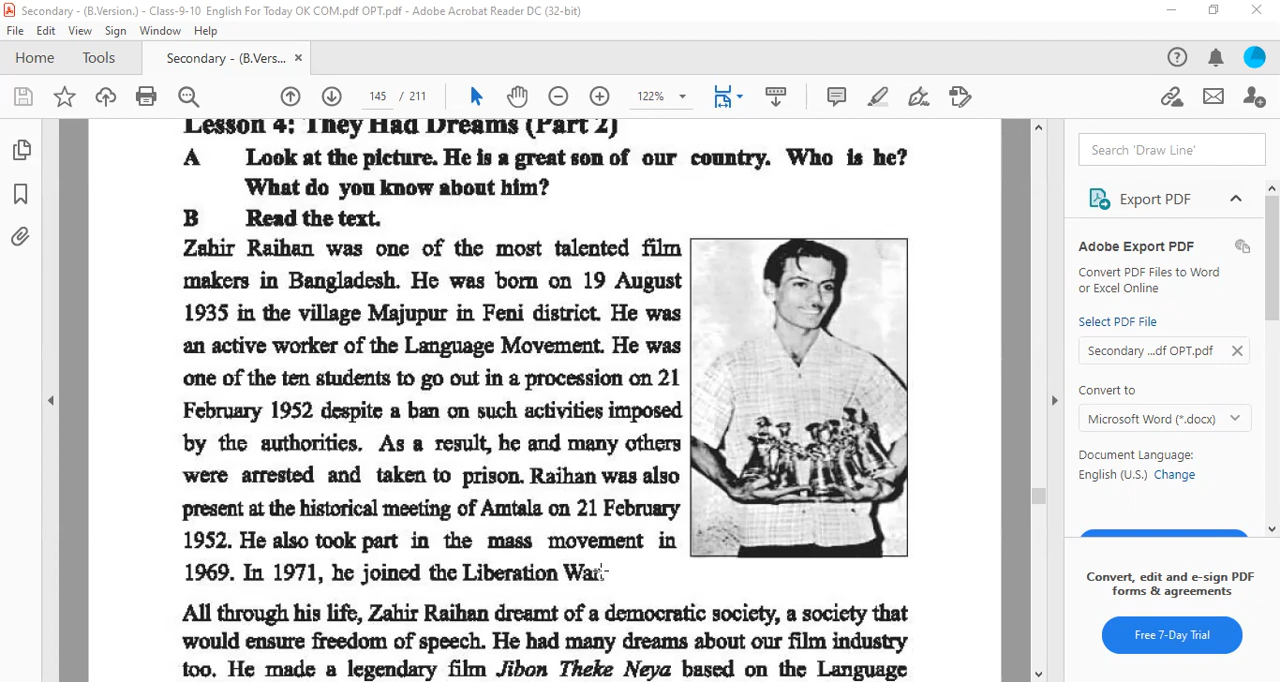 Secondary - (B.Version.) - Class-9-10 English For Today OK COM.pdf OPT.pdf - Adobe Acrobat Reader DC (32-bit)
File Edit View Sign Window Help
Home Tools Secondary - (B.Vers... ×
145 / 211 122%
Lesson 4: They Had Dreams (Part 2)
A Look at the picture. He is a great son of our country. Who is he?
What do you know about him?
B Read the text.
Zahir Raihan was one of the most talented film
makers in Bangladesh. He was born on 19 August
1935 in the village Majupur in Feni district. He was
an active worker of the Language Movement. He was
one of the ten students to go out in a procession on 21
February 1952 despite a ban on such activities imposed
by the authorities. As a result, he and many others
were arrested and taken to prison. Raihan was also
present at the historical meeting of Amtala on 21 February
1952. He also took part in the mass movement in
1969. In 1971, he joined the Liberation War.
All through his life, Zahir Raihan dreamt of a democratic society, a society that
would ensure freedom of speech. He had many dreams about our film industry
too. He made a legendary film Jibon Theke Neya based on the Language
Search 'Draw Line'
Export PDF
Adobe Export PDF
Convert PDF Files to Word
or Excel Online
Select PDF File
Secondary ...df OPT.pdf
Convert to
Microsoft Word (*.docx)
Document Language:
English (U.S.) Change
Convert, edit and e-sign PDF
forms & agreements
Free 7-Day Trial